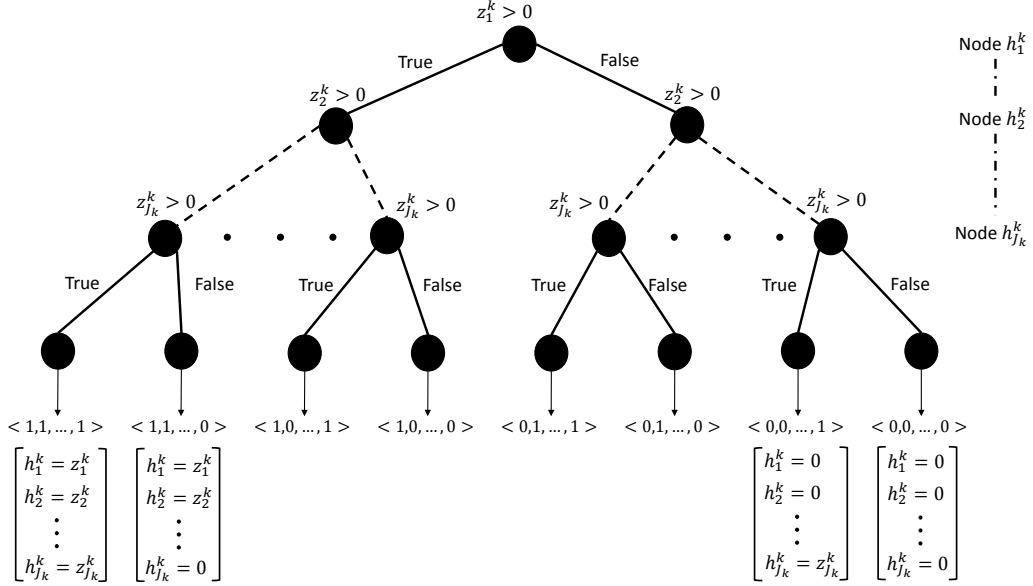 z_1^k > 0
Node h_1^k
True
False
z_2^k > 0
z_2^k > 0
Node h_2^k
z_{J_k}^k > 0
z_{J_k}^k > 0
z_{J_k}^k > 0
z_{J_k}^k > 0
Node h_{J_k}^k
True
False
True
False
True
False
True
False
< 1,1, …, 1 >
< 1,1, …, 0 >
< 1,0, …, 1 >
< 1,0, …, 0 >
< 0,1, …, 1 >
< 0,1, …, 0 >
< 0,0, …, 1 >
< 0,0, …, 0 >
h_1^k = z_1^k
h_2^k = z_2^k
⋮
h_{J_k}^k = z_{J_k}^k
h_1^k = z_1^k
h_2^k = z_2^k
⋮
h_{J_k}^k = 0
h_1^k = 0
h_2^k = 0
⋮
h_{J_k}^k = z_{J_k}^k
h_1^k = 0
h_2^k = 0
⋮
h_{J_k}^k = 0